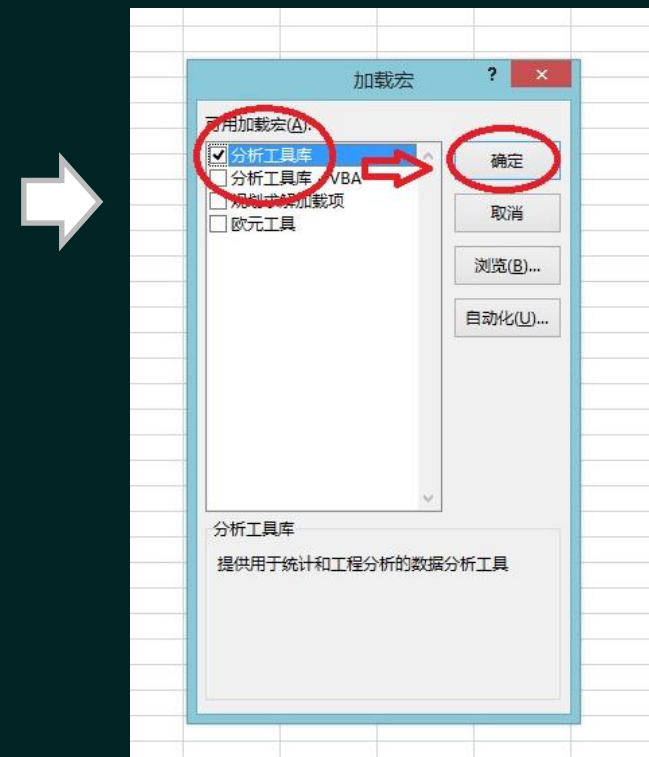 加载宏
?
×
可用加载宏(A):
分析工具库
确定
分析工具库 - VBA
规划求解加载项
取消
欧元工具
浏览(B)...
自动化(U)...
分析工具库
提供用于统计和工程分析的数据分析工具